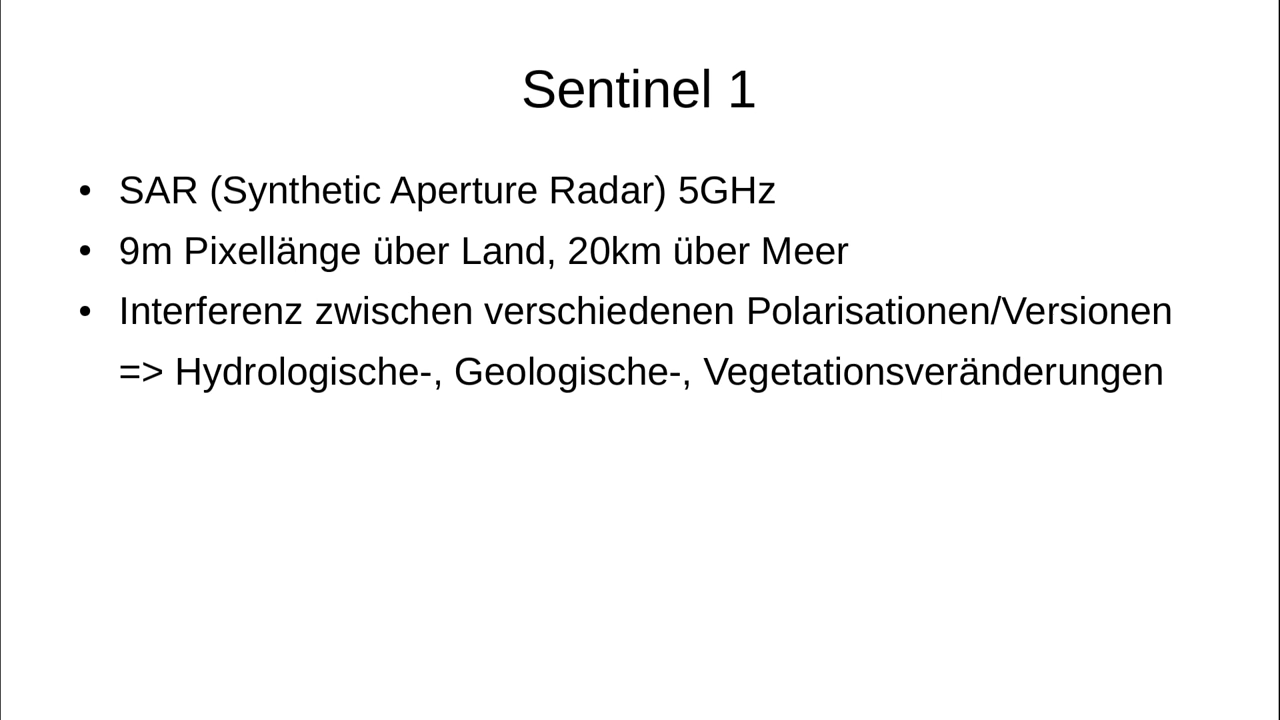 Sentinel 1
• SAR (Synthetic Aperture Radar) 5GHz
• 9m Pixellänge über Land, 20km über Meer
• Interferenz zwischen verschiedenen Polarisationen/Versionen
=> Hydrologische-, Geologische-, Vegetationsveränderungen